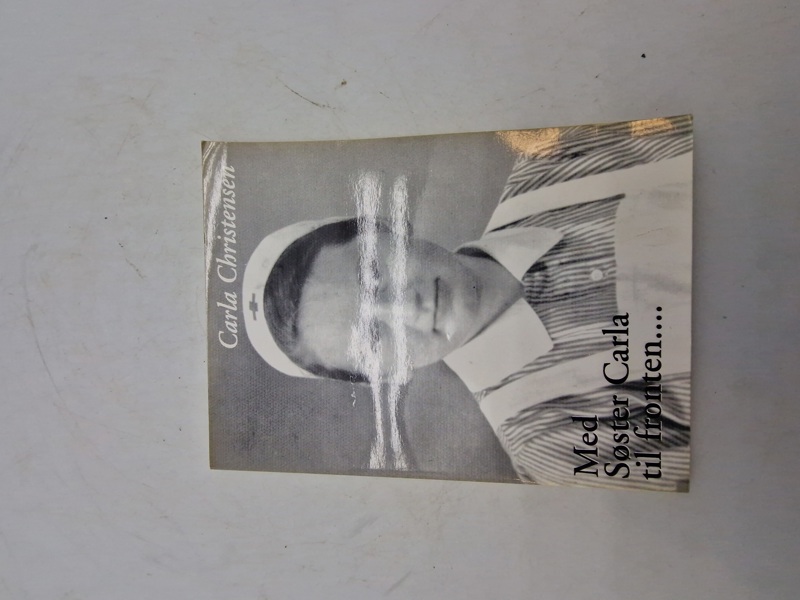 Carla Christensen
Med
Søster Carla
til fronten....